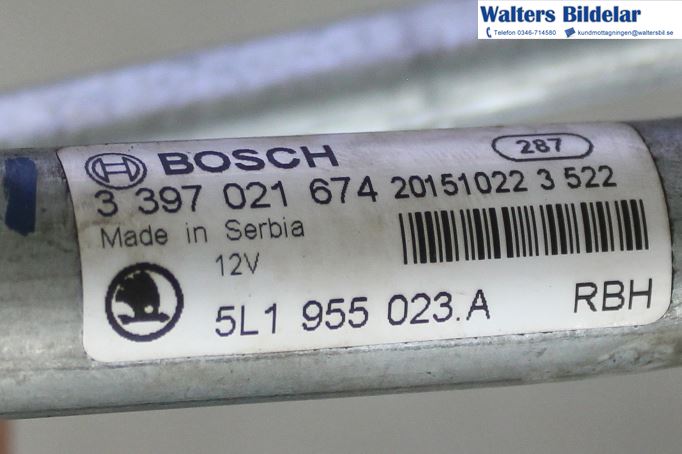 Walters Bildelar
Telefon 0346-714580 kundmottagningen@waltersbil.se
BOSCH 287
3 397 021 674 20151022 3 522
Made in Serbia
12V
5L1 955 023.A RBH